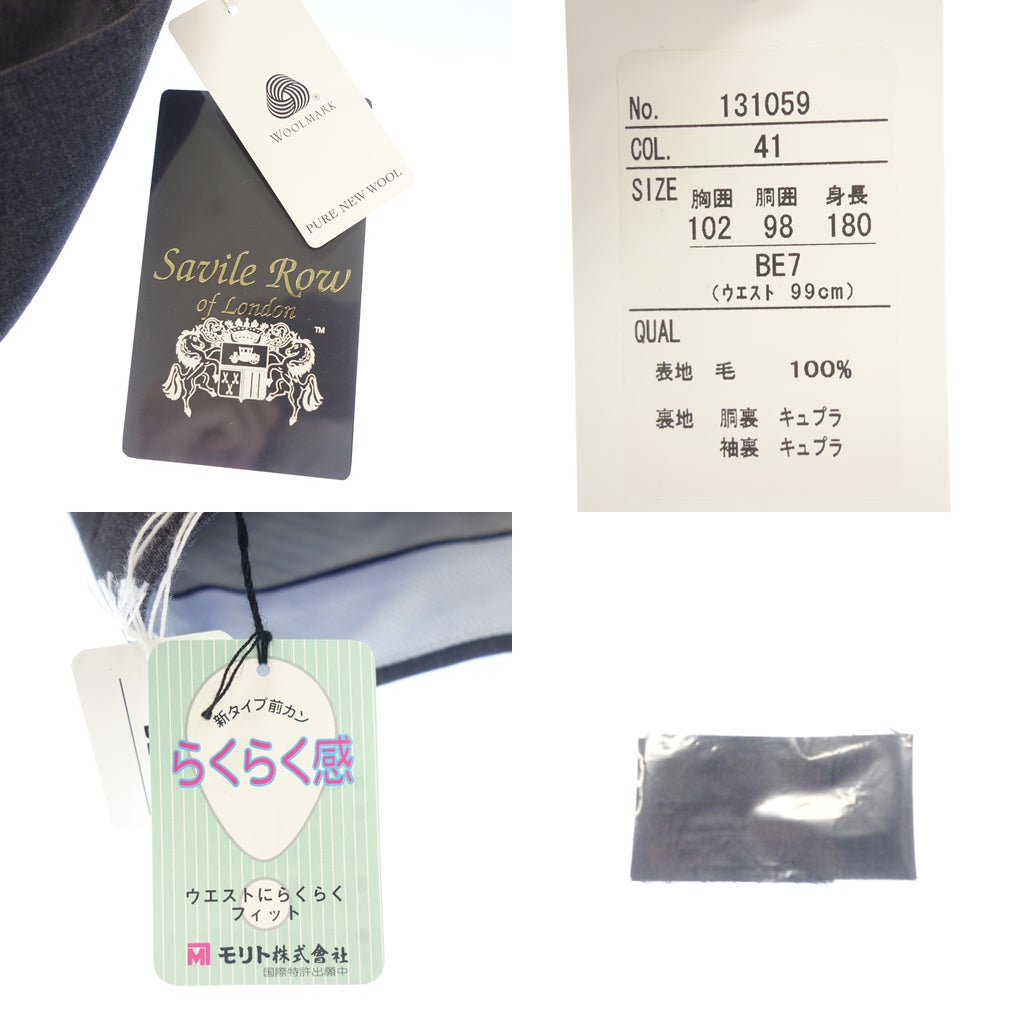 WOOLMARK
®
PURE NEW WOOL
Savile Row
of London
TM
No. 131059
COL. 41
SIZE 胸囲 胴囲 身長
102 98 180
BE7
(ウエスト 99cm)
QUAL
表地 毛 100%
裏地 胴裏 キュプラ
袖裏 キュプラ
新タイプ前カン
らくらく感
ウエストにらくらく
フィット
M モリト株式會社
国際特許出願中